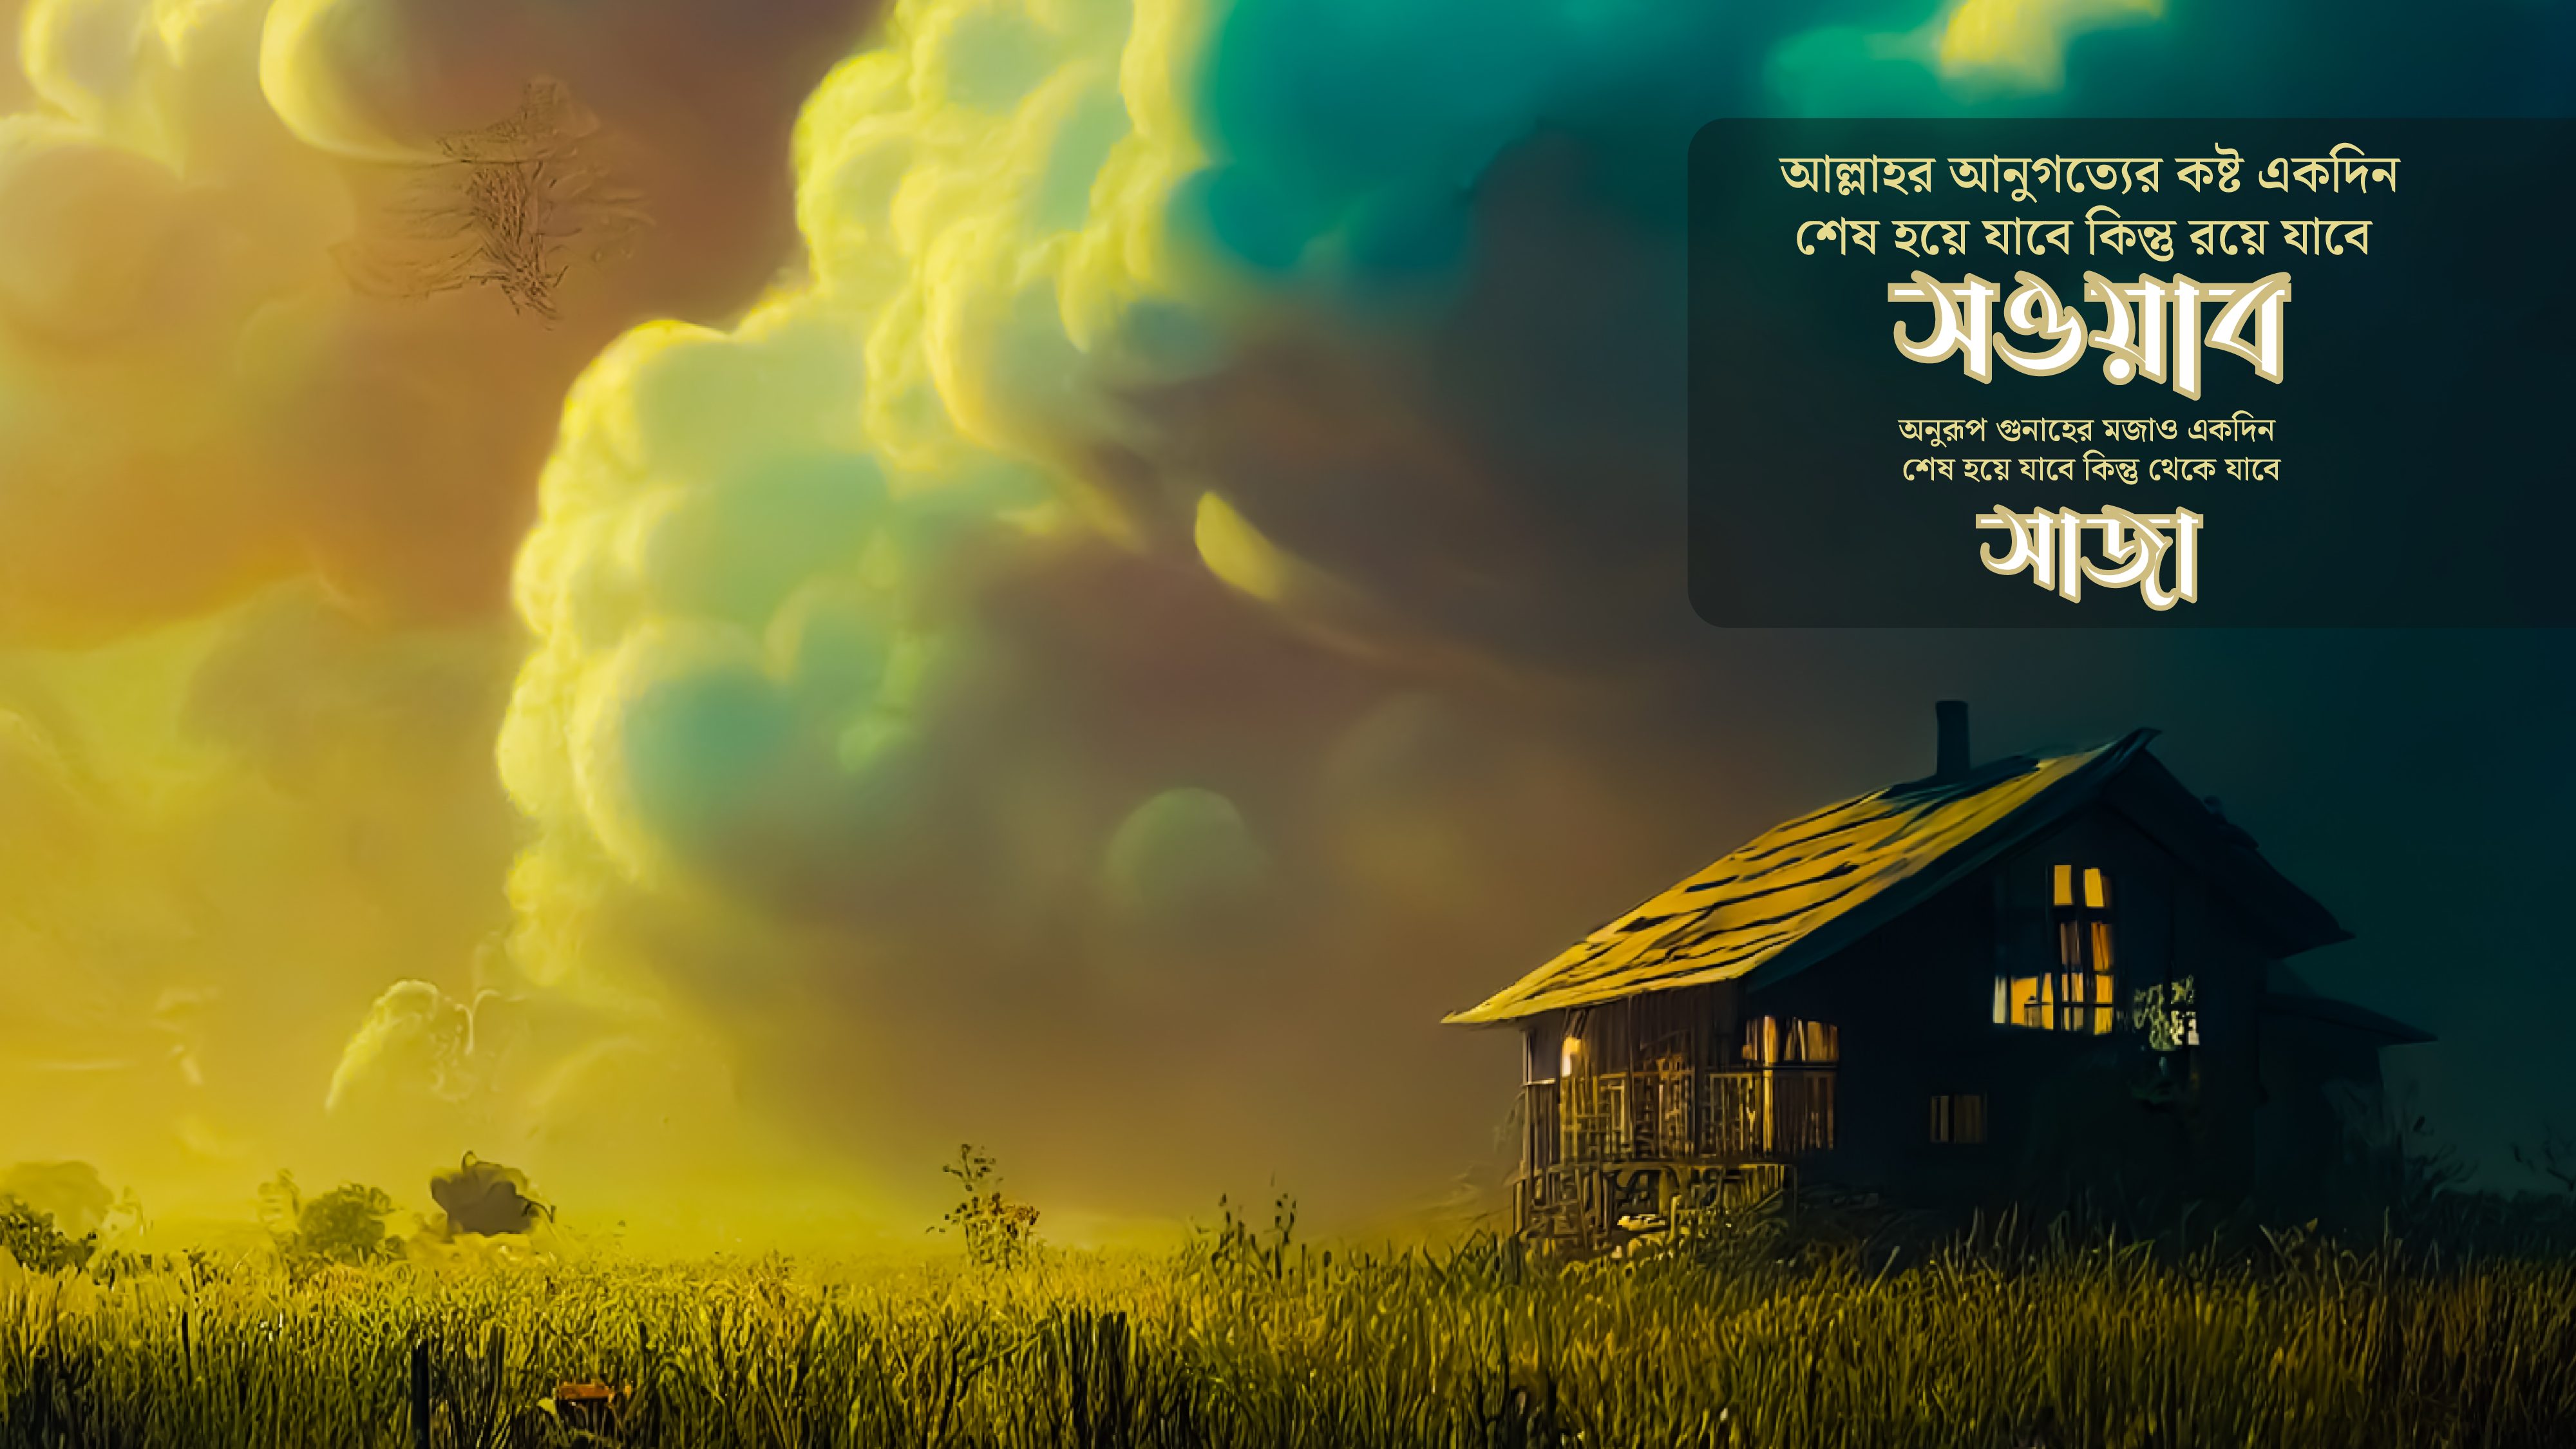 আল্লাহর আনুগত্যের কষ্ট একদিন
শেষ হয়ে যাবে কিন্তু রয়ে যাবে
সওয়াব
অনুরূপ গুনাহের মজাও একদিন
শেষ হয়ে যাবে কিন্তু থেকে যাবে
সাজা